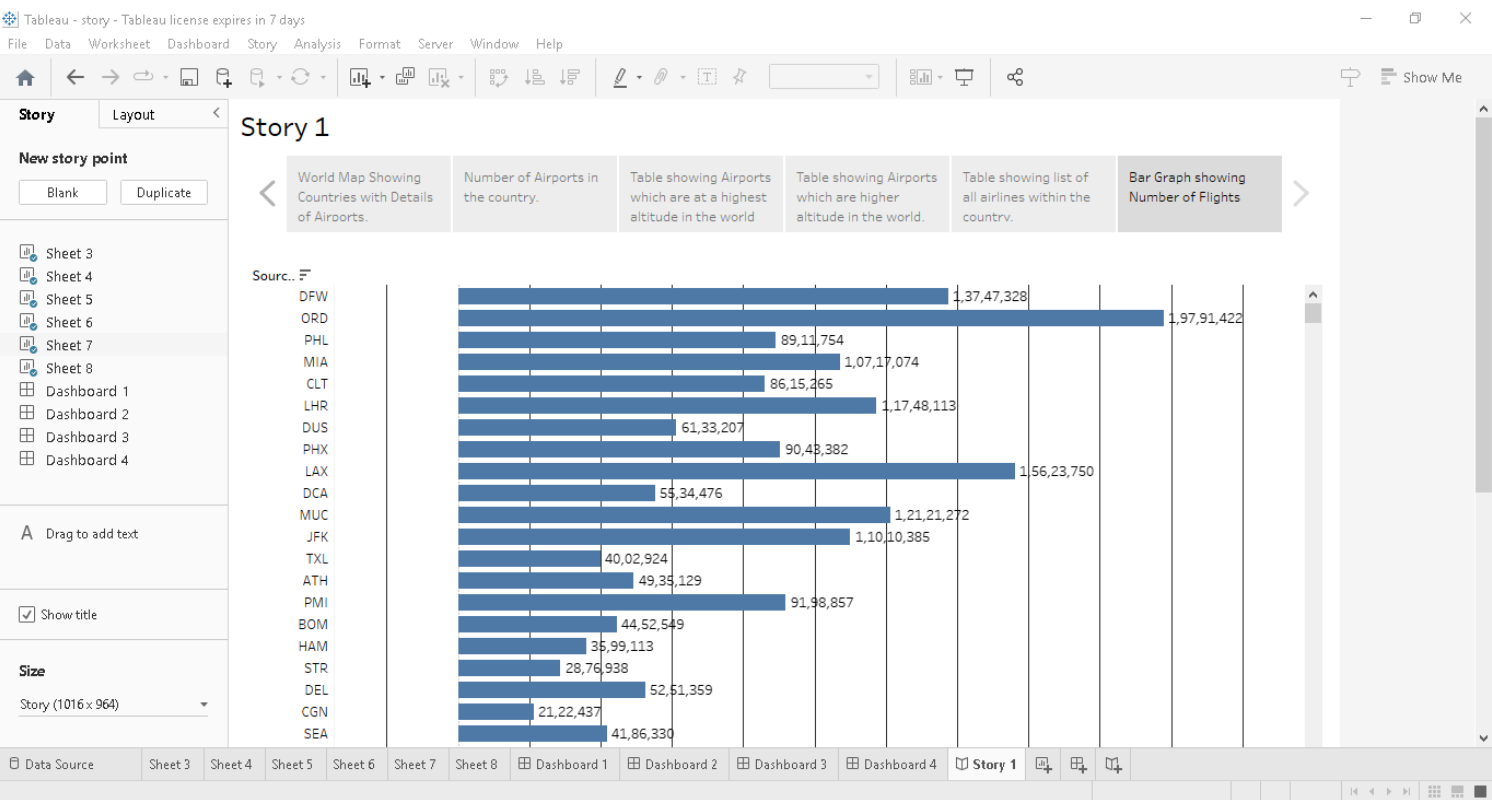 Tableau - story - Tableau license expires in 7 days
File Data Worksheet Dashboard Story Analysis Format Server Window Help
Show Me
Story Layout
New story point
Blank Duplicate
Sheet 3
Sheet 4
Sheet 5
Sheet 6
Sheet 7
Sheet 8
Dashboard 1
Dashboard 2
Dashboard 3
Dashboard 4
A Drag to add text
Show title
Size
Story (1016 x 964)
Story 1
World Map Showing
Countries with Details
of Airports.
Number of Airports in
the country.
Table showing Airports
which are at a highest
altitude in the world
Table showing Airports
which are higher
altitude in the world.
Table showing list of
all airlines within the
country.
Bar Graph showing
Number of Flights
Sourc..
DFW 1,37,47,328
ORD 1,97,91,422
PHL 89,11,754
MIA 1,07,17,074
CLT 86,15,265
LHR 1,17,48,113
DUS 61,33,207
PHX 90,43,382
LAX 1,56,23,750
DCA 55,34,476
MUC 1,21,21,272
JFK 1,10,10,385
TXL 40,02,924
ATH 49,35,129
PMI 91,98,857
BOM 44,52,549
HAM 35,99,113
STR 28,76,938
DEL 52,51,359
CGN 21,22,437
SEA 41,86,330
Data Source Sheet 3 Sheet 4 Sheet 5 Sheet 6 Sheet 7 Sheet 8 Dashboard 1 Dashboard 2 Dashboard 3 Dashboard 4 Story 1